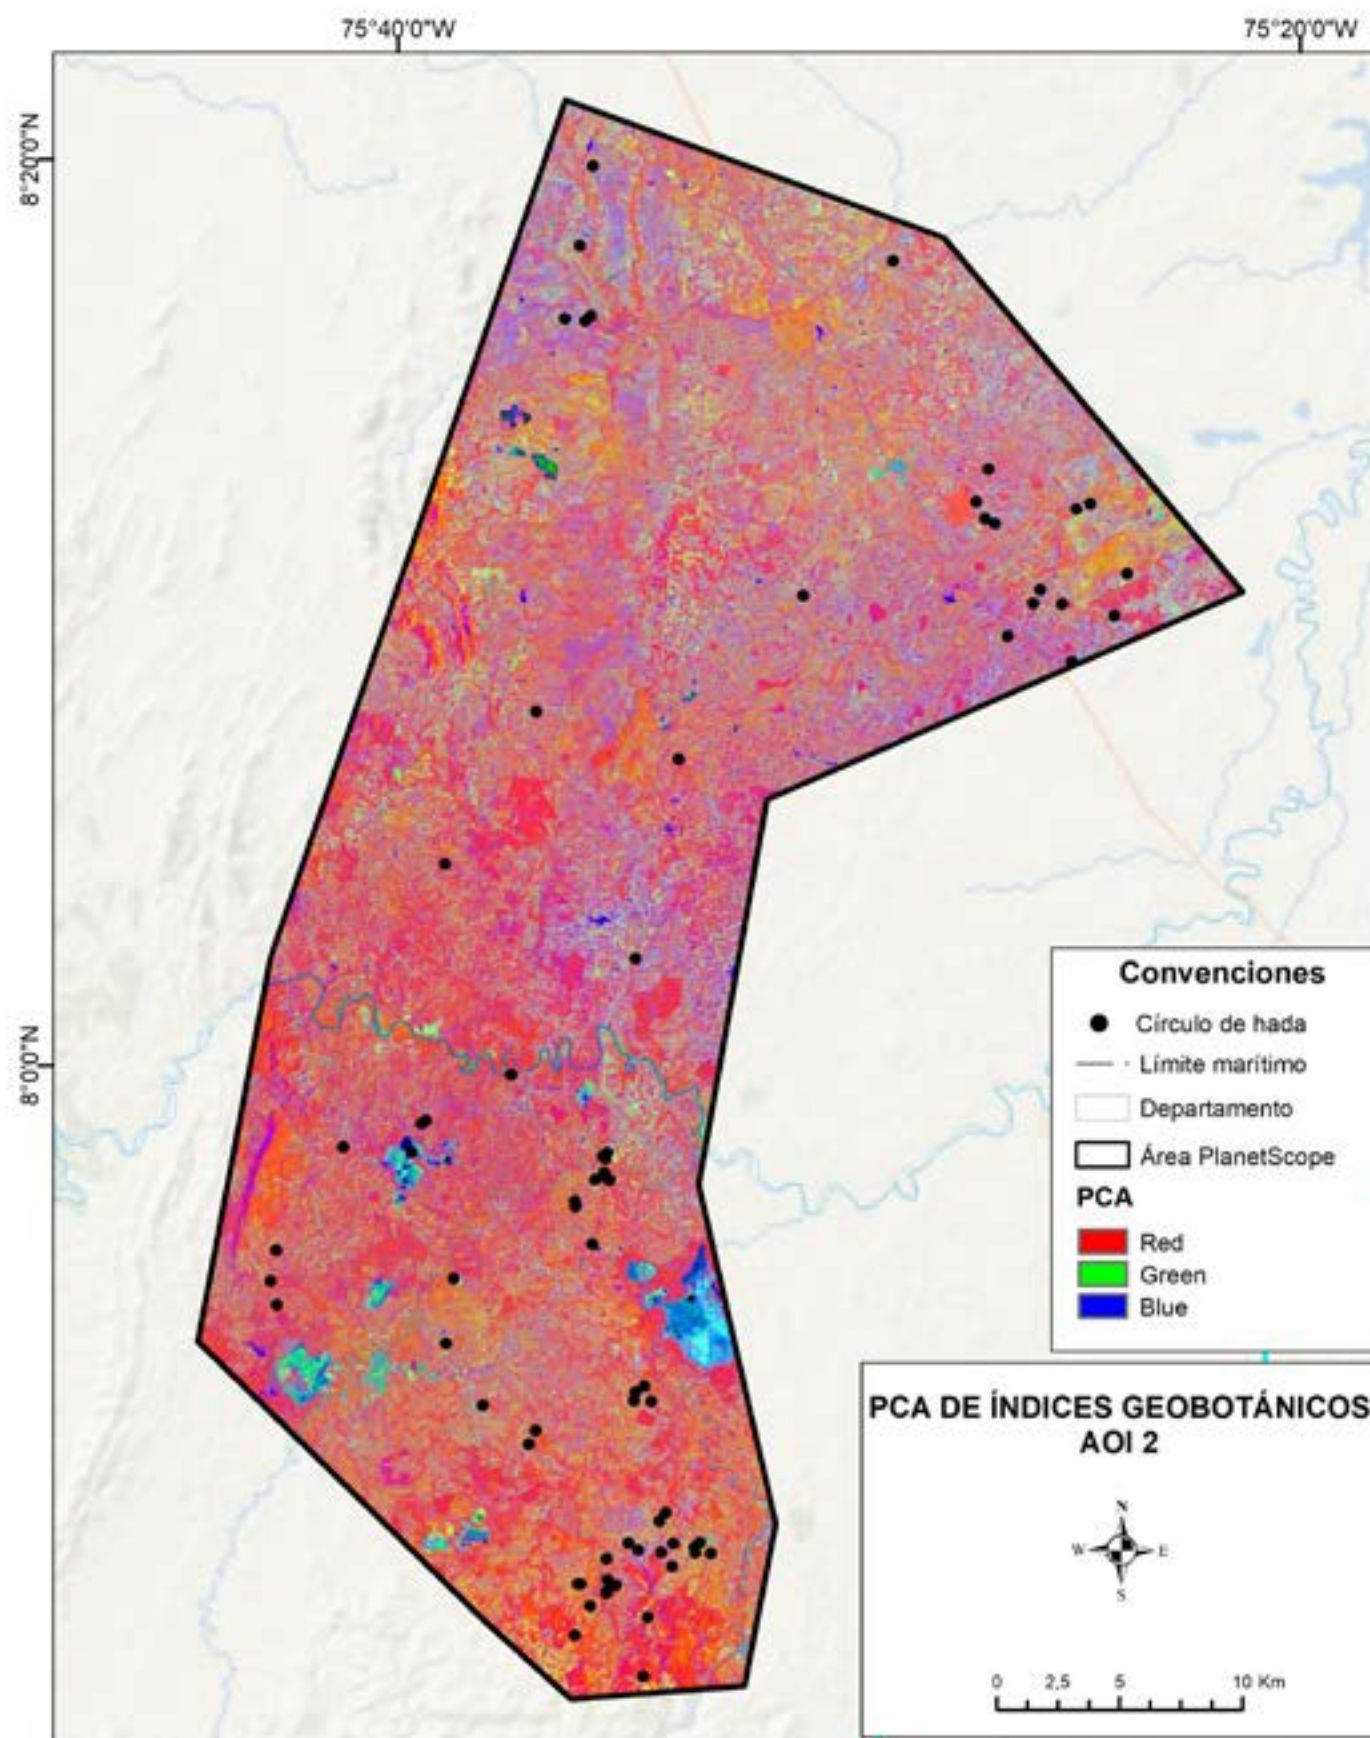 75°40'0"W
75°20'0"W
8°20'0"N
8°0'0"N
Convenciones
Círculo de hada
Límite marítimo
Departamento
Área PlanetScope
PCA
Red
Green
Blue
PCA DE ÍNDICES GEOBOTÁNICOS
AOI 2
N
W E
S
0 2,5 5 10 Km